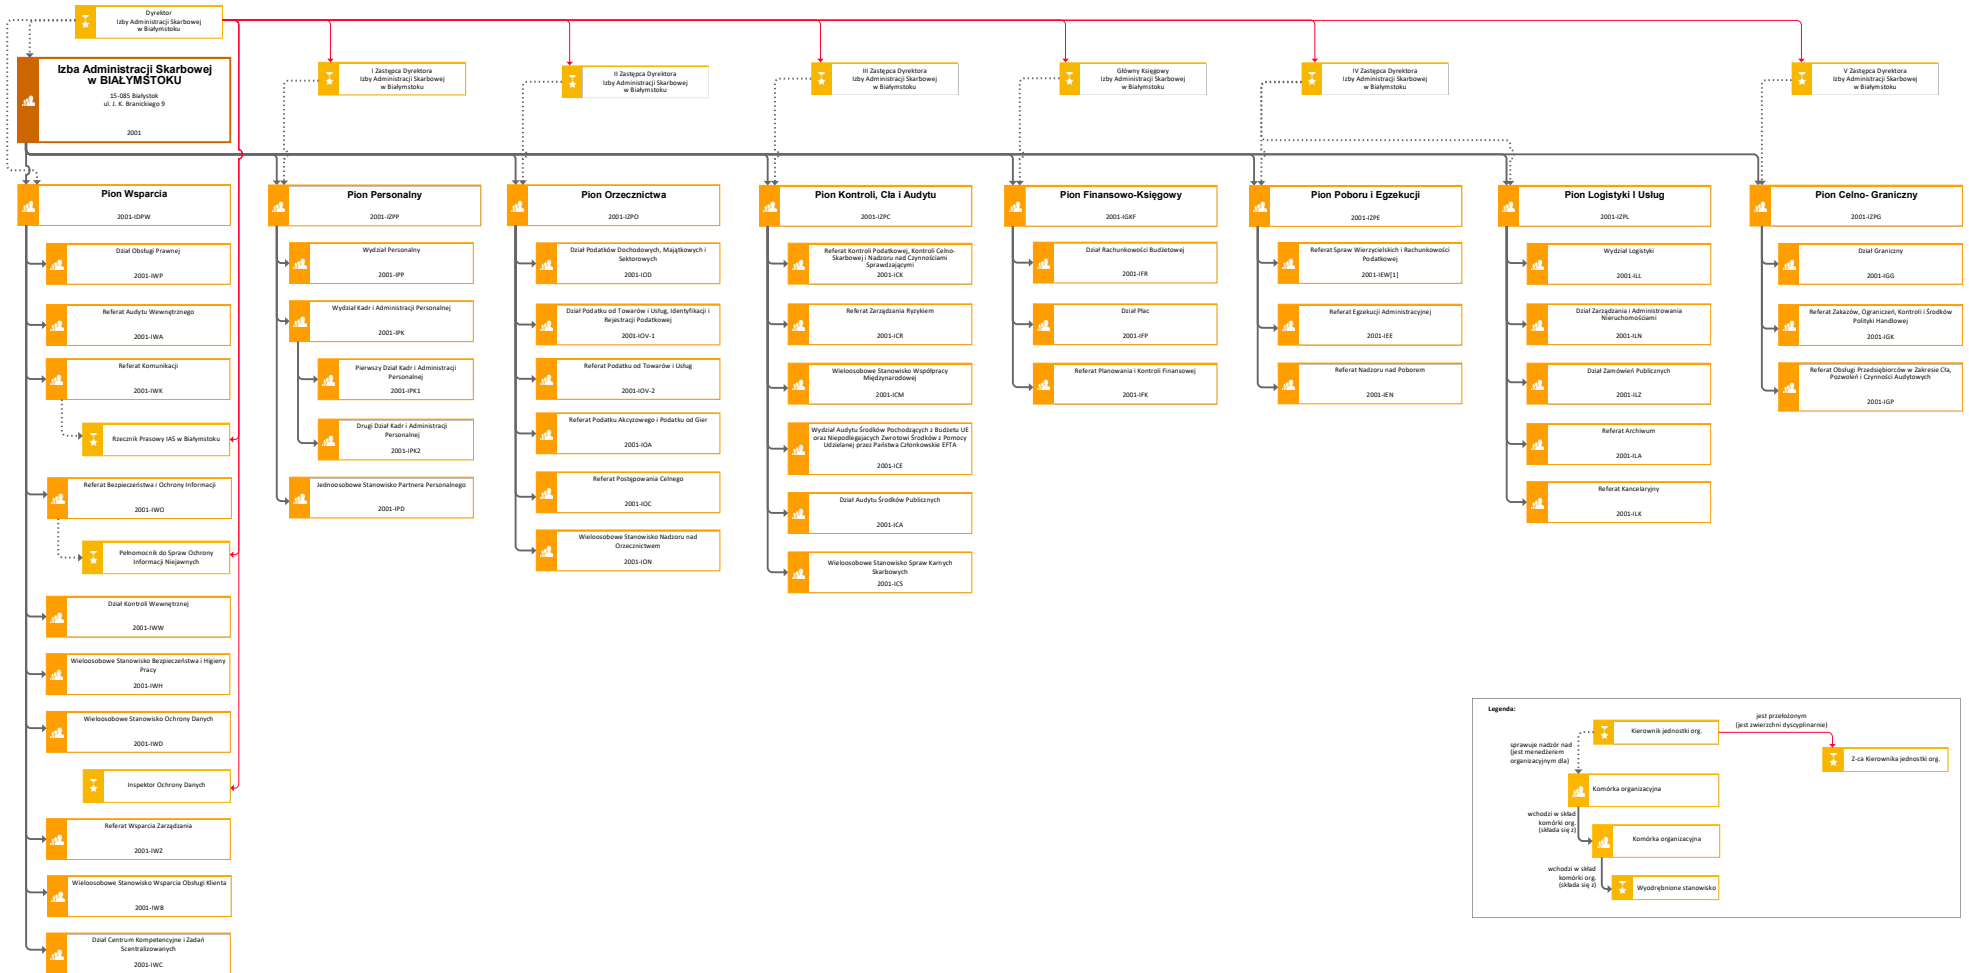 Dyrektor
Izby Administracji Skarbowej
w Białymstoku
Izba Administracji Skarbowej
w BIAŁYMSTOKU
15-085 Białystok
ul. J. K. Branickiego 9
2001
I Zastępca Dyrektora
Izby Administracji Skarbowej
w Białymstoku
II Zastępca Dyrektora
Izby Administracji Skarbowej
w Białymstoku
III Zastępca Dyrektora
Izby Administracji Skarbowej
w Białymstoku
Główny Księgowy
Izby Administracji Skarbowej
w Białymstoku
IV Zastępca Dyrektora
Izby Administracji Skarbowej
w Białymstoku
V Zastępca Dyrektora
Izby Administracji Skarbowej
w Białymstoku
Pion Wsparcia
2001-IDPW
Dział Obsługi Prawnej
2001-IWP
Referat Audytu Wewnętrznego
2001-IWA
Referat Komunikacji
2001-IWK
Rzecznik Prasowy IAS w Białymstoku
Referat Bezpieczeństwa i Ochrony Informacji
2001-IWO
Pełnomocnik do Spraw Ochrony
Informacji Niejawnych
Dział Kontroli Wewnętrznej
2001-IWW
Wieloosobowe Stanowisko Bezpieczeństwa i Higieny
Pracy
2001-IWH
Wieloosobowe Stanowisko Ochrony Danych
2001-IWD
Inspektor Ochrony Danych
Referat Wsparcia Zarządzania
2001-IWZ
Wieloosobowe Stanowisko Wsparcia Obsługi Klienta
2001-IWB
Dział Centrum Kompetencyjne i Zadań
Scentralizowanych
2001-IWC
Pion Personalny
2001-IZPP
Wydział Personalny
2001-IPP
Wydział Kadr i Administracji Personalnej
2001-IPK
Pierwszy Dział Kadr i Administracji
Personalnej
2001-IPK1
Drugi Dział Kadr i Administracji
Personalnej
2001-IPK2
Jednoosobowe Stanowisko Partnera Personalnego
2001-IPD
Pion Orzecznictwa
2001-IZPO
Dział Podatków Dochodowych, Majątkowych i
Sektorowych
2001-IOD
Dział Podatku od Towarów i Usług, Identyfikacji i
Rejestracji Podatkowej
2001-IOV-1
Referat Podatku od Towarów i Usług
2001-IOV-2
Referat Podatku Akcyzowego i Podatku od Gier
2001-IOA
Referat Postępowania Celnego
2001-IOC
Wieloosobowe Stanowisko Nadzoru nad
Orzecznictwem
2001-ION
Pion Kontroli, Cła i Audytu
2001-IZPC
Referat Kontroli Podatkowej, Kontroli Celno-
Skarbowej i Nadzoru nad Czynnościami
Sprawdzającymi
2001-ICK
Referat Zarządzania Ryzykiem
2001-ICR
Wieloosobowe Stanowisko Współpracy
Międzynarodowej
2001-ICM
Wydział Audytu Środków Pochodzących z Budżetu UE
oraz Niepodlegajacych Zwrotowi Środków z Pomocy
Udzielanej przez Państwa Członkowskie EFTA
2001-ICE
Dział Audytu Środków Publicznych
2001-ICA
Wieloosobowe Stanowisko Spraw Karnych
Skarbowych
2001-ICS
Pion Finansowo-Księgowy
2001-IGKF
Dział Rachunkowości Budżetowej
2001-IFR
Dział Płac
2001-IFP
Referat Planowania i Kontroli Finansowej
2001-IFK
Pion Poboru i Egzekucji
2001-IZPE
Referat Spraw Wierzycielskich i Rachunkowości
Podatkowej
2001-IEW[1]
Referat Egzekucji Administracyjnej
2001-IEE
Referat Nadzoru nad Poborem
2001-IEN
Pion Logistyki I Usług
2001-IZPL
Wydział Logistyki
2001-ILL
Dział Zarządzania i Administrowania
Nieruchomościami
2001-ILN
Dział Zamówień Publicznych
2001-ILZ
Referat Archiwum
2001-ILA
Referat Kancelaryjny
2001-ILK
Pion Celno- Graniczny
2001-IZPG
Dział Graniczny
2001-IGG
Referat Zakazów, Ograniczeń, Kontroli i Środków
Polityki Handlowej
2001-IGK
Referat Obsługi Przedsiębiorców w Zakresie Cła,
Pozwoleń i Czynności Audytowych
2001-IGP
Legenda:
Kierownik jednostki org.
jest przełożonym
(jest zwierzchni dyscyplinarnie)
Z-ca Kierownika jednostki org.
sprawuje nadzór nad
(jest menedżerem
organizacyjnym dla)
Komórka organizacyjna
wchodzi w skład
komórki org.
(składa się z)
Komórka organizacyjna
wchodzi w skład
komórki org.
(składa się z)
Wyodrębnione stanowisko